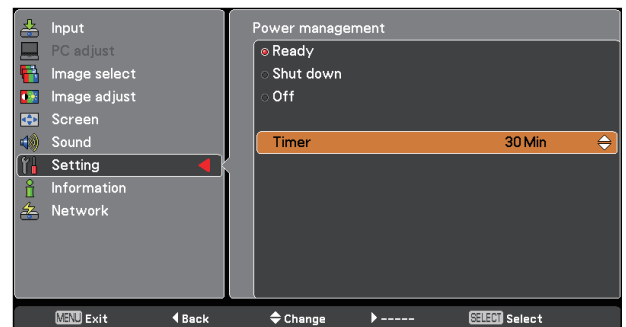 Input
PC adjust
Image select
Image adjust
Screen
Sound
Setting
Information
Network
Power management
Ready
Shut down
Off
Timer 30 Min
MENU Exit Back Change ----- SELECT Select